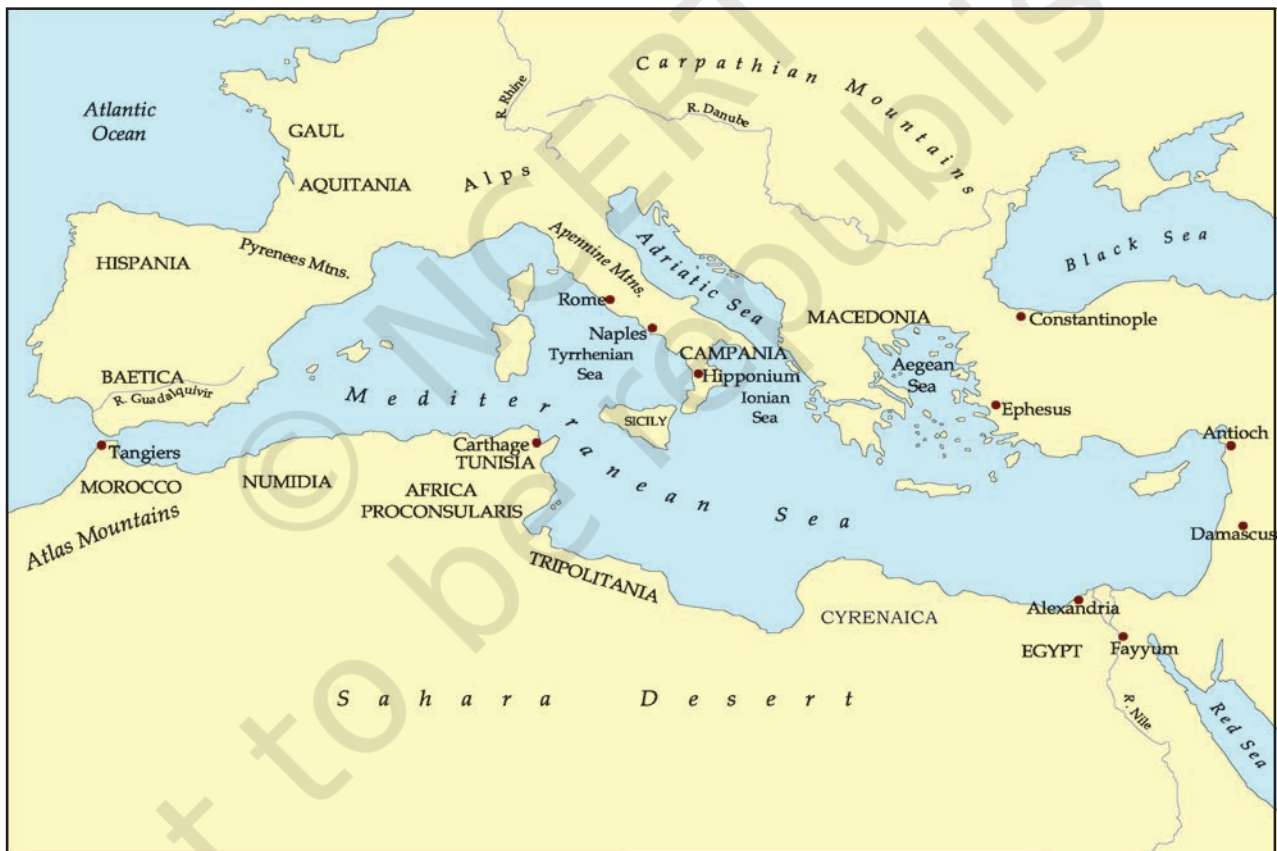 Carpathian Mountains
R. Rhine
R. Danube
Atlantic
Ocean
GAUL
AQUITANIA
Alps
Pyrenees Mtns.
HISPANIA
Apennine Mtns.
Adriatic Sea
Black Sea
Rome
Naples
Tyrrhenian
Sea
CAMPANIA
Hipponium
Ionian
Sea
MACEDONIA
Constantinople
Aegean
Sea
Ephesus
Antioch
Damascus
BAETICA
R. Guadalquivir
Mediterranean Sea
SICILY
Tangiers
MOROCCO
Atlas Mountains
NUMIDIA
Carthage
TUNISIA
AFRICA
PROCONSULARIS
TRIPOLITANIA
CYRENAICA
Alexandria
EGYPT
Fayyum
R. Nile
Red Sea
Sahara Desert
© NCERT
t to be republis